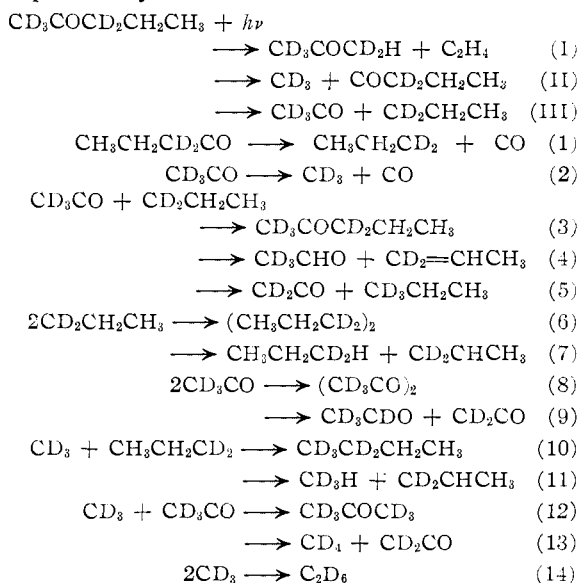 CD₃COCD₂CH₂CH₃ + hν
⟶ CD₃COCD₂H + C₂H₄ (I)
⟶ CD₃ + COCD₂CH₂CH₃ (II)
⟶ CD₃CO + CD₂CH₂CH₃ (III)
CH₃CH₂CD₂CO ⟶ CH₃CH₂CD₂ + CO (1)
CD₃CO ⟶ CD₃ + CO (2)
CD₃CO + CD₂CH₂CH₃
⟶ CD₃COCD₂CH₂CH₃ (3)
⟶ CD₃CHO + CD₂=CHCH₃ (4)
⟶ CD₂CO + CD₃CH₂CH₃ (5)
2CD₂CH₂CH₃ ⟶ (CH₃CH₂CD₂)₂ (6)
⟶ CH₃CH₂CD₂H + CD₂CHCH₃ (7)
2CD₃CO ⟶ (CD₃CO)₂ (8)
⟶ CD₃CDO + CD₂CO (9)
CD₃ + CH₃CH₂CD₂ ⟶ CD₃CD₂CH₂CH₃ (10)
⟶ CD₃H + CD₂CHCH₃ (11)
CD₃ + CD₃CO ⟶ CD₃COCD₃ (12)
⟶ CD₄ + CD₂CO (13)
2CD₃ ⟶ C₂D₆ (14)